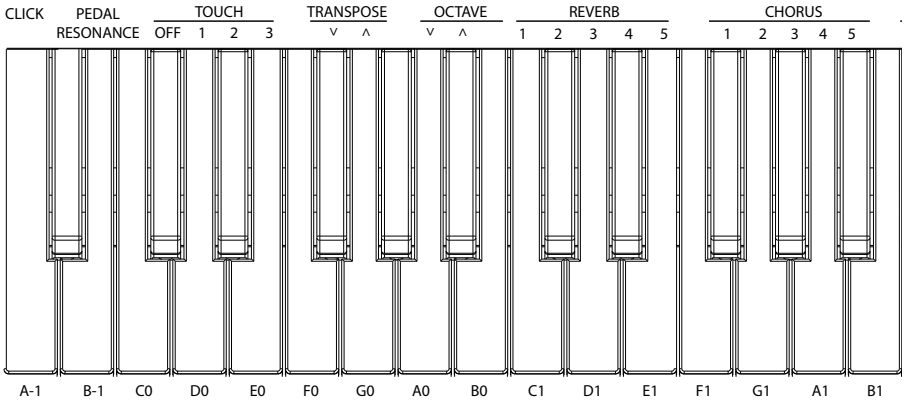 CLICK PEDAL TOUCH TRANSPOSE OCTAVE REVERB CHORUS
RESONANCE OFF 1 2 3 ˅ ˄ ˅ ˄ 1 2 3 4 5 1 2 3 4 5
A-1 B-1 C0 D0 E0 F0 G0 A0 B0 C1 D1 E1 F1 G1 A1 B1